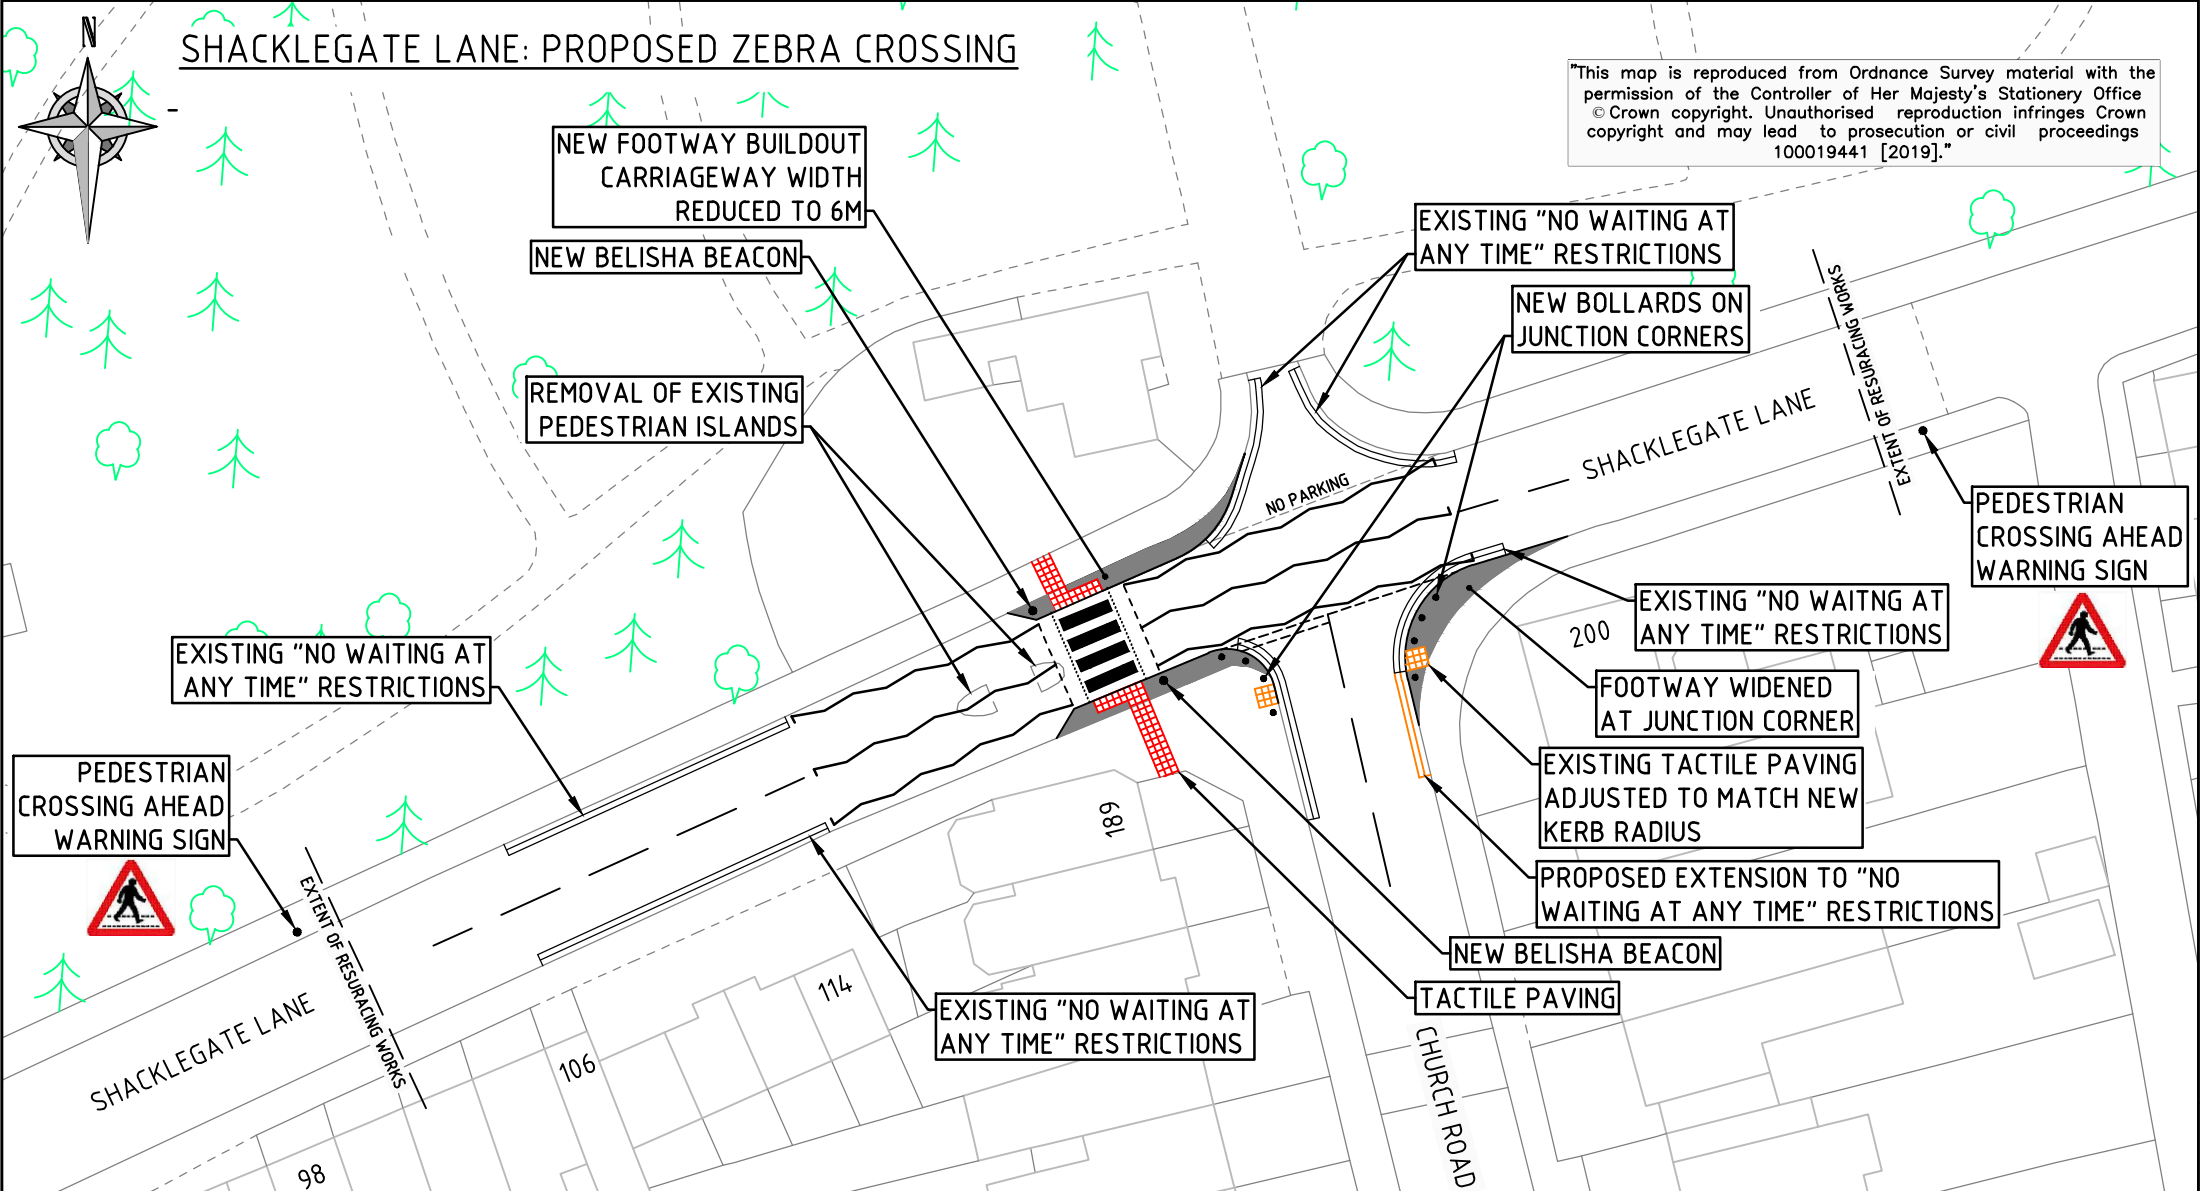 N
SHACKLEGATE LANE: PROPOSED ZEBRA CROSSING
"This map is reproduced from Ordnance Survey material with the
permission of the Controller of Her Majesty's Stationery Office
© Crown copyright. Unauthorised reproduction infringes Crown
copyright and may lead to prosecution or civil proceedings
100019441 [2019]."
NEW FOOTWAY BUILDOUT
CARRIAGEWAY WIDTH
REDUCED TO 6M
NEW BELISHA BEACON
EXISTING "NO WAITING AT
ANY TIME" RESTRICTIONS
NEW BOLLARDS ON
JUNCTION CORNERS
REMOVAL OF EXISTING
PEDESTRIAN ISLANDS
EXTENT OF RESURACING WORKS
SHACKLEGATE LANE
NO PARKING
PEDESTRIAN
CROSSING AHEAD
WARNING SIGN
EXISTING "NO WAITNG AT
ANY TIME" RESTRICTIONS
200
EXISTING "NO WAITING AT
ANY TIME" RESTRICTIONS
FOOTWAY WIDENED
AT JUNCTION CORNER
EXISTING TACTILE PAVING
ADJUSTED TO MATCH NEW
KERB RADIUS
PEDESTRIAN
CROSSING AHEAD
WARNING SIGN
189
PROPOSED EXTENSION TO "NO
WAITING AT ANY TIME" RESTRICTIONS
NEW BELISHA BEACON
TACTILE PAVING
EXTENT OF RESURACING WORKS
114
EXISTING "NO WAITING AT
ANY TIME" RESTRICTIONS
SHACKLEGATE LANE
106
CHURCH ROAD
98